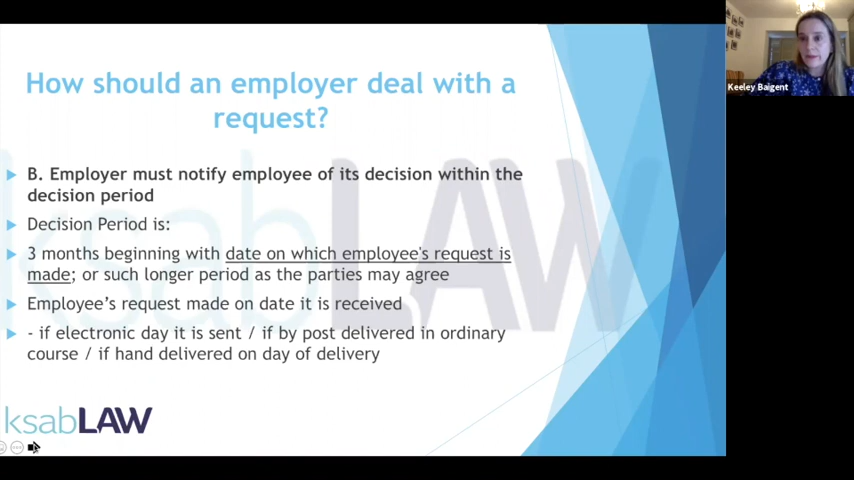 How should an employer deal with a
request?
B. Employer must notify employee of its decision within the
decision period
Decision Period is:
3 months beginning with date on which employee's request is
made; or such longer period as the parties may agree
Employee's request made on date it is received
- if electronic day it is sent / if by post delivered in ordinary
course / if hand delivered on day of delivery
ksabLAW
ksabLAW
Keeley Baigent